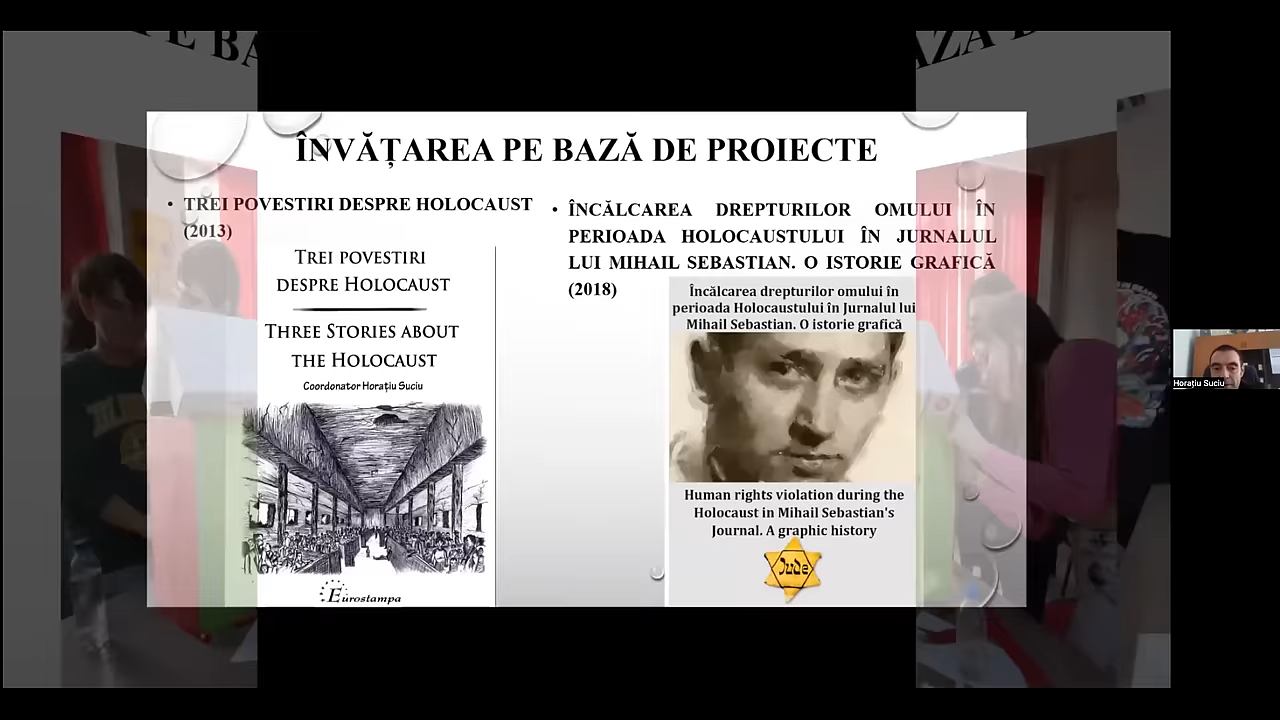 ÎNVĂȚAREA PE BAZĂ DE PROIECTE
• TREI POVESTIRI DESPRE HOLOCAUST
(2013)
TREI POVESTIRI
DESPRE HOLOCAUST
THREE STORIES ABOUT
THE HOLOCAUST
Coordonator Horațiu Suciu
Eurostampa
• ÎNCĂLCAREA DREPTURILOR OMULUI ÎN
PERIOADA HOLOCAUSTULUI ÎN JURNALUL
LUI MIHAIL SEBASTIAN. O ISTORIE GRAFICĂ
(2018)
Încălcarea drepturilor omului în
perioada Holocaustului în Jurnalul lui
Mihail Sebastian. O istorie grafică
Human rights violation during the
Holocaust in Mihail Sebastian's
Journal. A graphic history
Jude
Horațiu Suciu